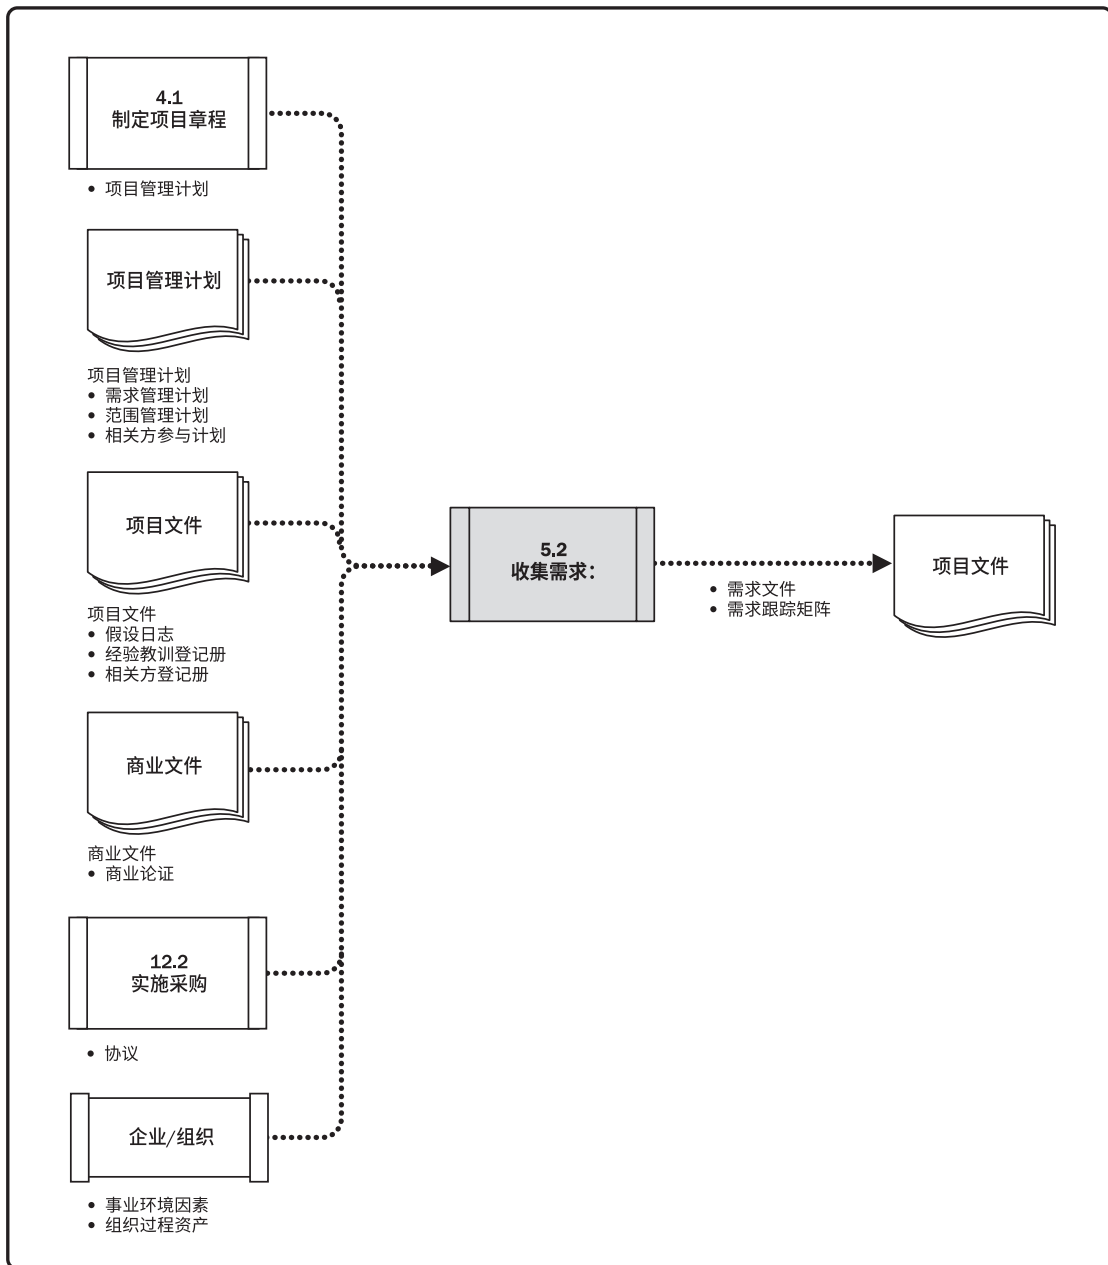 4.1
制定项目章程
• 项目管理计划
项目管理计划
项目管理计划
• 需求管理计划
• 范围管理计划
• 相关方参与计划
项目文件
项目文件
• 假设日志
• 经验教训登记册
• 相关方登记册
商业文件
商业文件
• 商业论证
12.2
实施采购
• 协议
企业/组织
• 事业环境因素
• 组织过程资产
5.2
收集需求：
• 需求文件
• 需求跟踪矩阵
项目文件